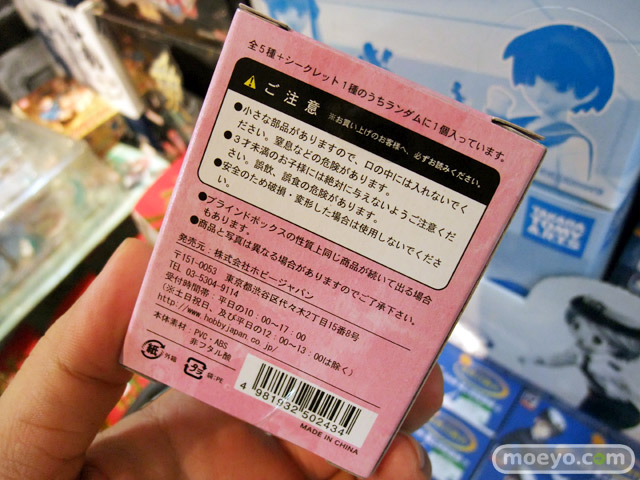 全5種+シークレット1種のうちランダムに1個入っています。
ご注意 ※お買い上げのお客様へ、必ずお読みください。
●小さな部品がありますので、口の中には入れないでく
ださい。窒息などの危険があります。
●3才未満のお子様には絶対に与えないようご注意くだ
さい。誤飲、誤食の危険があります。
●安全のため破損・変形した場合は使用しないでくださ
い。
●ブラインドボックスの性質上同じ商品が続いて出る場合
もあります。
●商品と写真は異なる場合がありますのでご了承下さい。
発売元：株式会社ホビージャパン
〒151-0053 東京都渋谷区代々木2丁目15番8号
TEL 03-5304-9114
受付時間帯：平日の10：00～17：00
(※土日祝日、及び平日の12：00～13：00は除く)
http://www.hobbyjapan.co.jp/
本体素材：PVC・ABS
非フタル酸
紙 外箱
プラ 袋:PE
4 981932 502434
MADE IN CHINA
TAKARA TOMY
ARTS
moeyo.com